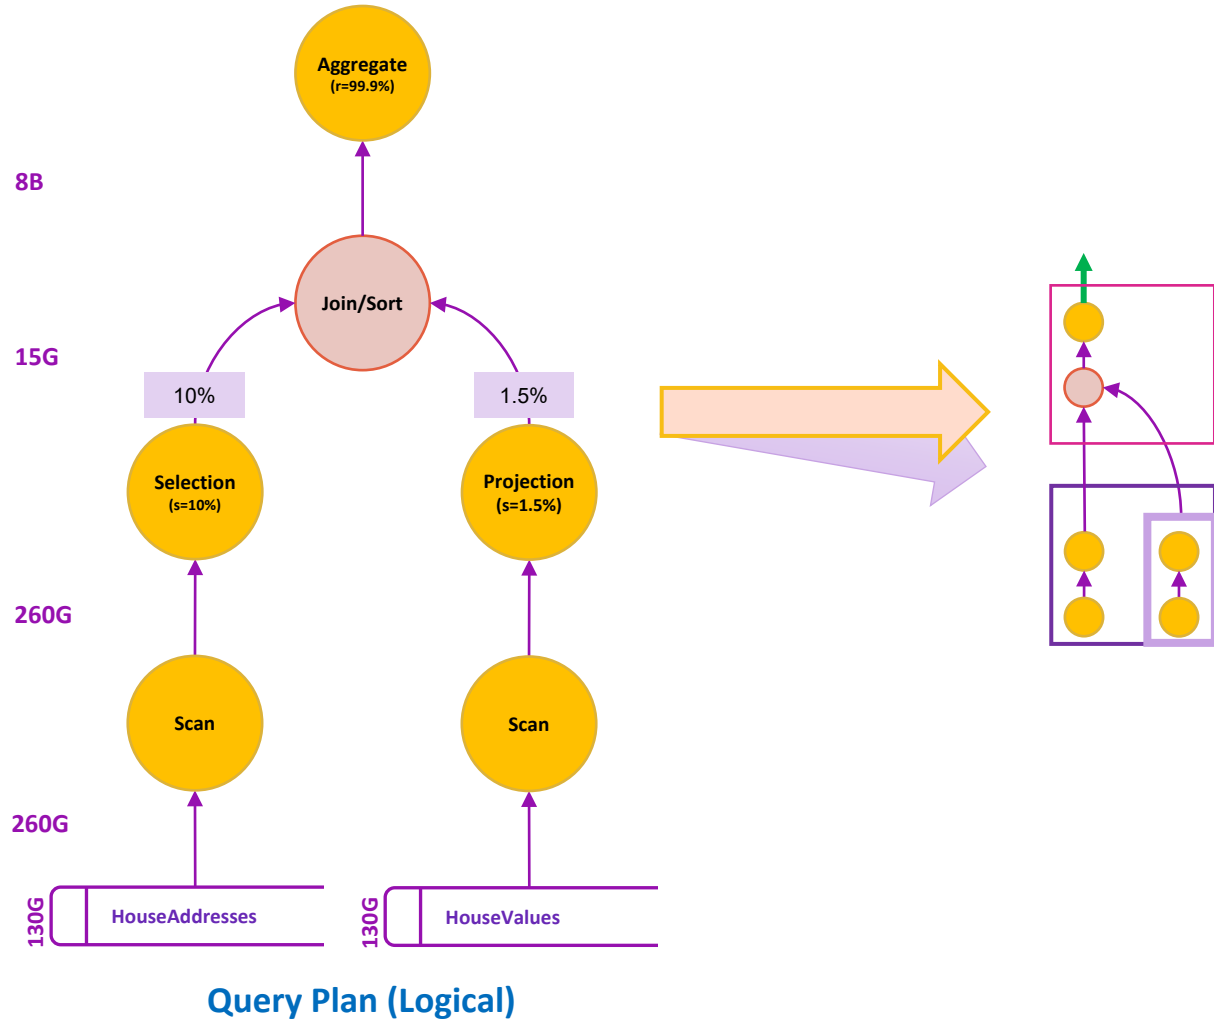 Aggregate
(r=99.9%)
8B
Join/Sort
15G
10%
1.5%
Selection
(s=10%)
Projection
(s=1.5%)
260G
Scan
Scan
260G
130G
HouseAddresses
130G
HouseValues
Query Plan (Logical)